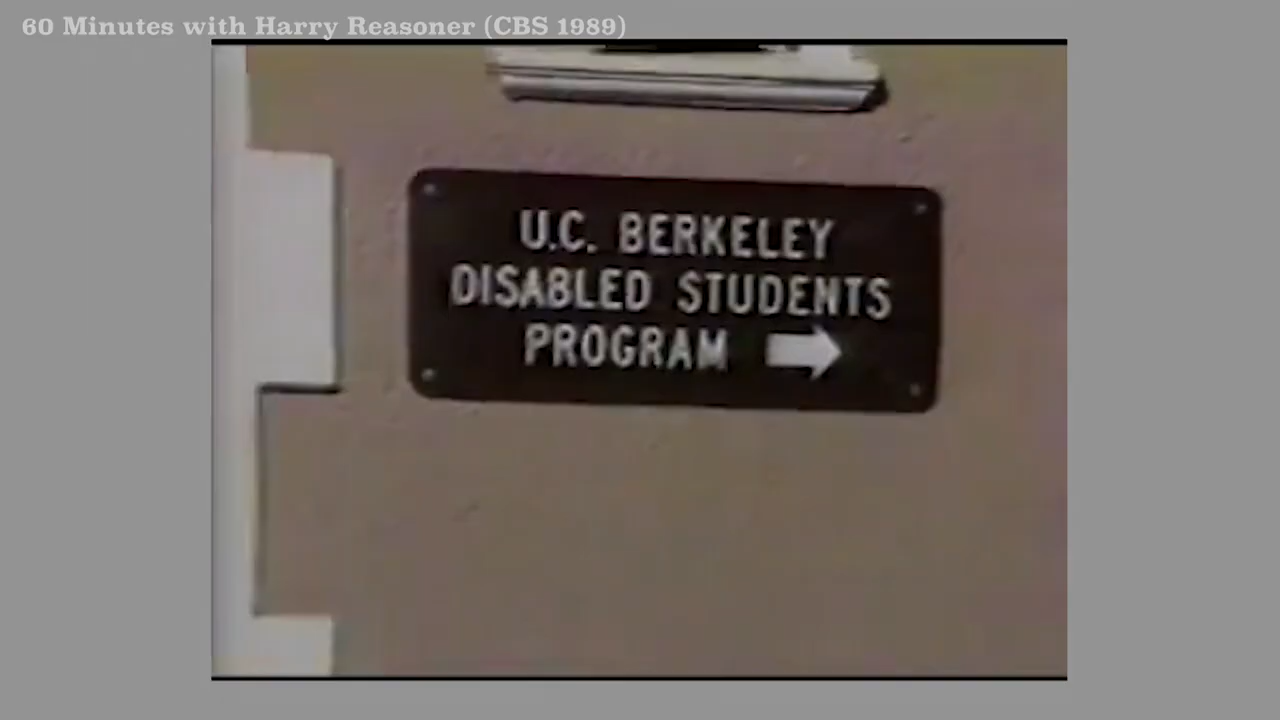 60 Minutes with Harry Reasoner (CBS 1989)
U.C. BERKELEY
DISABLED STUDENTS
PROGRAM